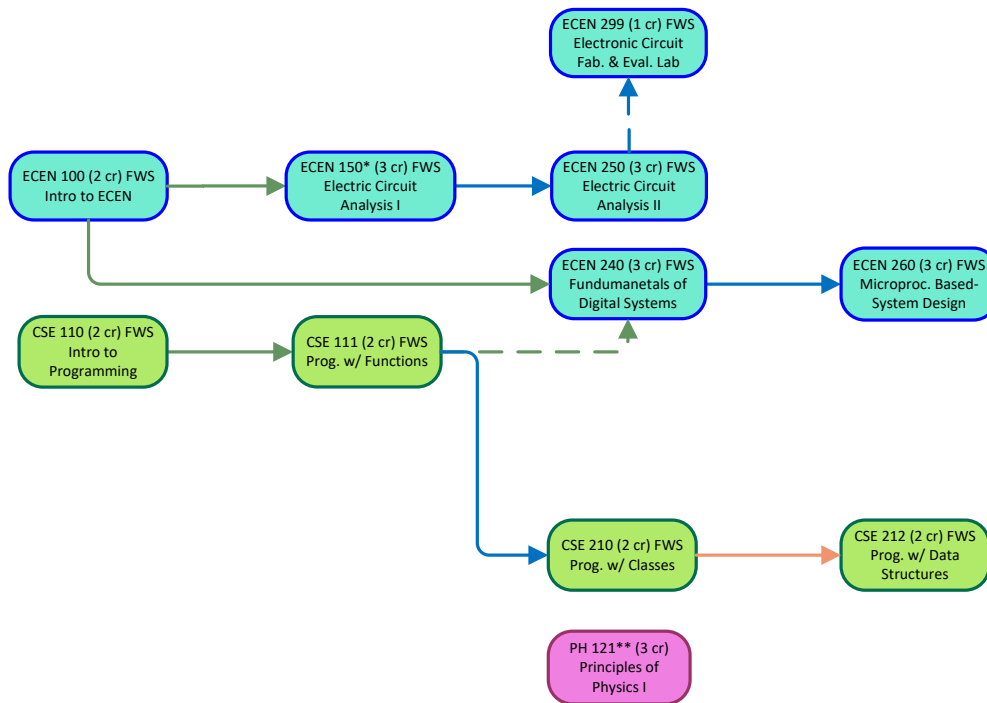 ECEN 299 (1 cr) FWS
Electronic Circuit
Fab. & Eval. Lab
ECEN 100 (2 cr) FWS
Intro to ECEN
ECEN 150* (3 cr) FWS
Electric Circuit
Analysis I
ECEN 250 (3 cr) FWS
Electric Circuit
Analysis II
ECEN 240 (3 cr) FWS
Fundumanetals of
Digital Systems
ECEN 260 (3 cr) FWS
Microproc. Based-
System Design
CSE 110 (2 cr) FWS
Intro to
Programming
CSE 111 (2 cr) FWS
Prog. w/ Functions
CSE 210 (2 cr) FWS
Prog. w/ Classes
CSE 212 (2 cr) FWS
Prog. w/ Data
Structures
PH 121** (3 cr)
Principles of
Physics I